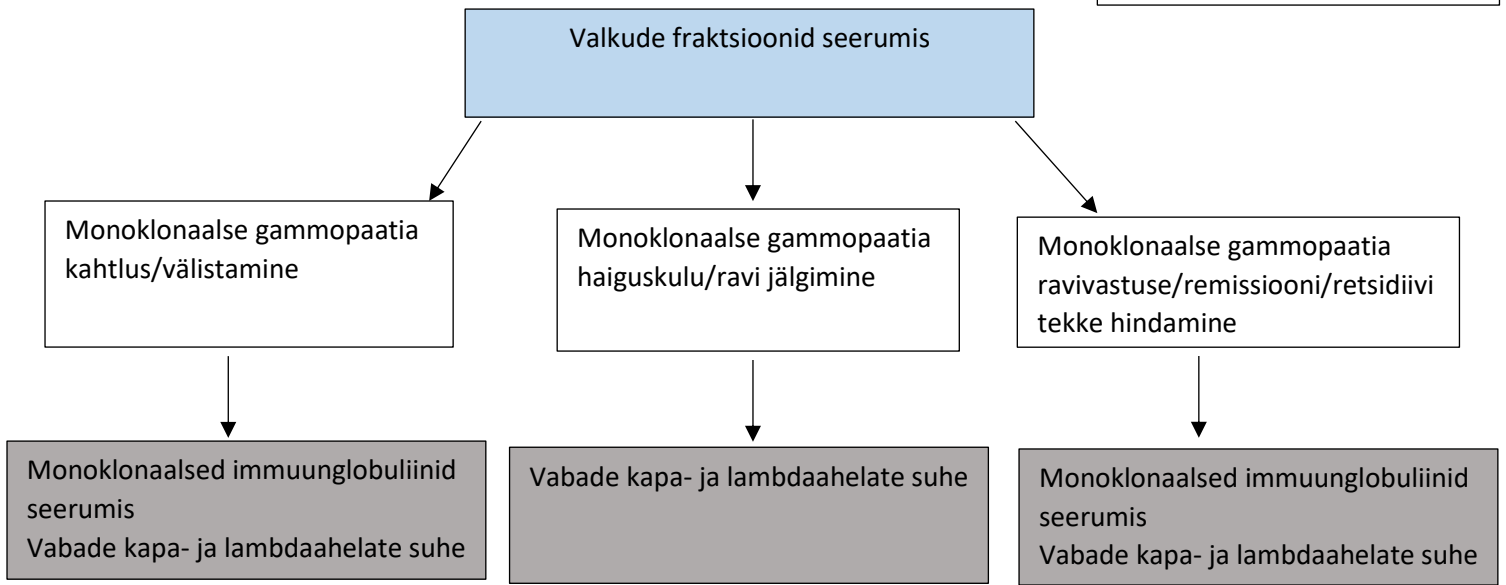 Valkude fraktsioonid seerumis
Monoklonaalse gammopaatia
kahtlus/välistamine
Monoklonaalse gammopaatia
haiguskulu/ravi jälgimine
Monoklonaalse gammopaatia
ravivastuse/remissiooni/retsidiivi
tekke hindamine
Monoklonaalsed immuunglobuliinid
seerumis
Vabade kapa- ja lambdaahelate suhe
Vabade kapa- ja lambdaahelate suhe
Monoklonaalsed immuunglobuliinid
seerumis
Vabade kapa- ja lambdaahelate suhe